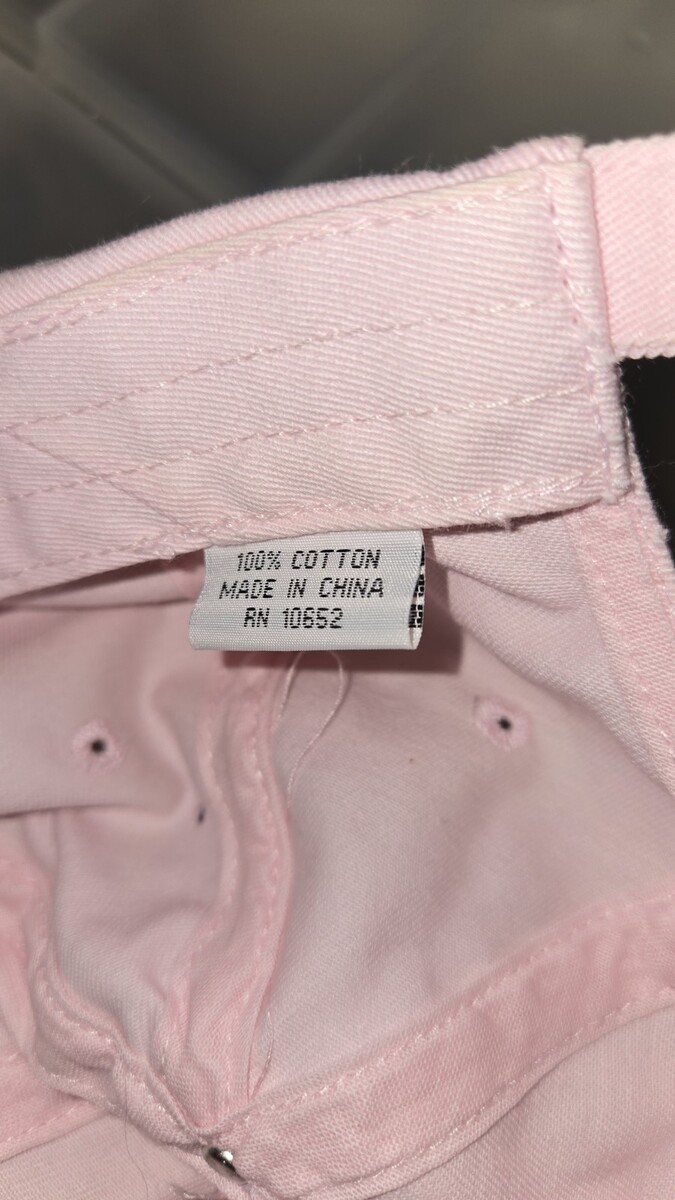 100% COTTON
MADE IN CHINA
RN 10652